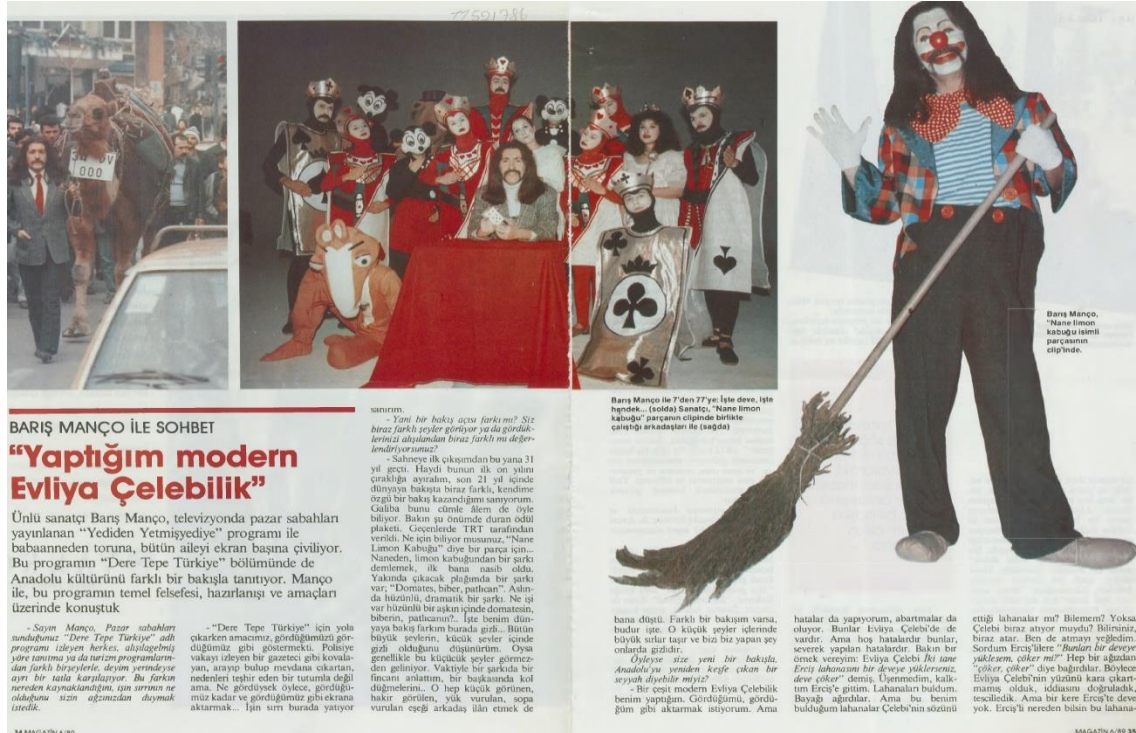 11521786
000
Barış Manço,
"Nane limon
kabuğu isimli
parçasının
clip'inde.
Barış Manço ile 7'den 77'ye: İşte deve, işte
hendek... (solda) Sanatçı, "Nane limon
kabuğu" parçanın clipinde birlikte
çalıştığı arkadaşları ile (sağda)
BARIŞ MANÇO İLE SOHBET
“Yaptığım modern
Evliya Çelebilik”
Ünlü sanatçı Barış Manço, televizyonda pazar sabahları
yayınlanan “Yediden Yetmişyediye” programı ile
babaanneden toruna, bütün aileyi ekran başına çiviliyor.
Bu programın “Dere Tepe Türkiye” bölümünde de
Anadolu kültürünü farklı bir bakışla tanıtıyor. Manço
ile, bu programın temel felsefesi, hazırlanışı ve amaçları
üzerinde konuştuk
- Sayın Manço, Pazar sabahları
sunduğunuz “Dere Tepe Türkiye” adlı
programı izleyen herkes, alışılagelmiş
yöre tanıtma ya da turizm programların-
dan farklı birşeylerle, deyim yerindeyse
ayrı bir tatla karşılaşıyor. Bu farkın
nereden kaynaklandığını, işin sırrının ne
olduğunu sizin ağzınızdan duymak
istedik.
- “Dere Tepe Türkiye” için yola
çıkarken amacımız, gördüğümüzü gör-
düğümüz gibi göstermekti. Polisiye
vakayı izleyen bir gazeteci gibi kovala-
yan, arayıp bulup meydana çıkartan,
nedenleri teşhir eden bir tutumla değil
ama. Ne gördüysek öylece, gördüğü-
müz kadar ve gördüğümüz gibi ekrana
aktarmak... İşin sırrı burada yatıyor
sanırım.
- Yani bir bakış açısı farkı mı? Siz
biraz farklı şeyler görüyor ya da gördük-
lerinizi alışılandan biraz farklı mı değer-
lendiriyorsunuz?
- Sahneye ilk çıkışımdan bu yana 31
yıl geçti. Haydi bunun ilk on yılını
çıraklığa ayıralım, son 21 yıl içinde
dünyaya bakışta biraz farklı, kendime
özgü bir bakış kazandığımı sanıyorum.
Galiba bunu cümle âlem de öyle
biliyor. Bakın şu önümde duran ödül
plaketi. Geçenlerde TRT tarafından
verildi. Ne için biliyor musunuz, “Nane
Limon Kabuğu” diye bir parça için...
Naneden, limon kabuğundan bir şarkı
demlemek, ilk bana nasib oldu.
Yakında çıkacak plağımda bir şarkı
var; “Domates, biber, patlıcan”. Aslın-
da hüzünlü, dramatik bir şarkı. Ne işi
var hüzünlü bir aşkın içinde domatesin,
biberin, patlıcanın?.. İşte benim dün-
yaya bakış farkım burada gizli... Bütün
büyük şeylerin, küçük şeyler içinde
gizli olduğunu düşünürüm. Oysa
genellikle bu küçücük şeyler görmez-
den geliniyor. Vaktiyle bir şarkıda bir
fincanı anlattım, bir başkasında kol
düğmelerini.. O hep küçük görünen,
hakir görülen, yük vurulan, sopa
vurulan eşeği arkadaş ilân etmek de
bana düştü. Farklı bir bakışım varsa,
budur işte. O küçük şeyler içlerinde
büyük sırlar taşır ve bizi biz yapan şey
onlarda gizlidir.
Öyleyse size yeni bir bakışla,
Anadolu'yu yeniden keşfe çıkan bir
seyyah diyebilir miyiz?
- Bir çeşit modern Evliya Çelebilik
benim yaptığım. Gördüğümü, gördü-
ğüm gibi aktarmak istiyorum. Ama
hatalar da yapıyorum, abartmalar da
oluyor. Bunlar Evliya Çelebi'de de
vardır. Ama hoş hatalardır bunlar,
severek yapılan hatalardır. Bakın bir
örnek vereyim: Evliya Çelebi İki tane
Erciş lahanasını bir deveye yüklerseniz,
deve çöker” demiş. Üşenmedim, kalk-
tım Erciş'e gittim. Lahanaları buldum.
Bayağı ağırdılar. Ama bu benim
bulduğum lahanalar Çelebi'nin sözünü
ettiği lahanalar mı? Bilemem? Yoksa
Çelebi biraz atıyor muydu? Bilirsiniz,
biraz atar. Ben de atmayı yeğledim.
Sordum Erciş'lilere “Bunları bir deveye
yüklesem, çöker mi?” Hep bir ağızdan
“çöker, çöker” diye bağırdılar. Böylece
Evliya Çelebi'nin yüzünü kara çıkart-
mamış olduk, iddiasını doğruladık,
tescilledik. Ama bir kere Erciş'te deve
yok. Erciş'li nereden bilsin bu lahana-
34 MAGAZİN 6/89
MAGAZİN 6/89 35